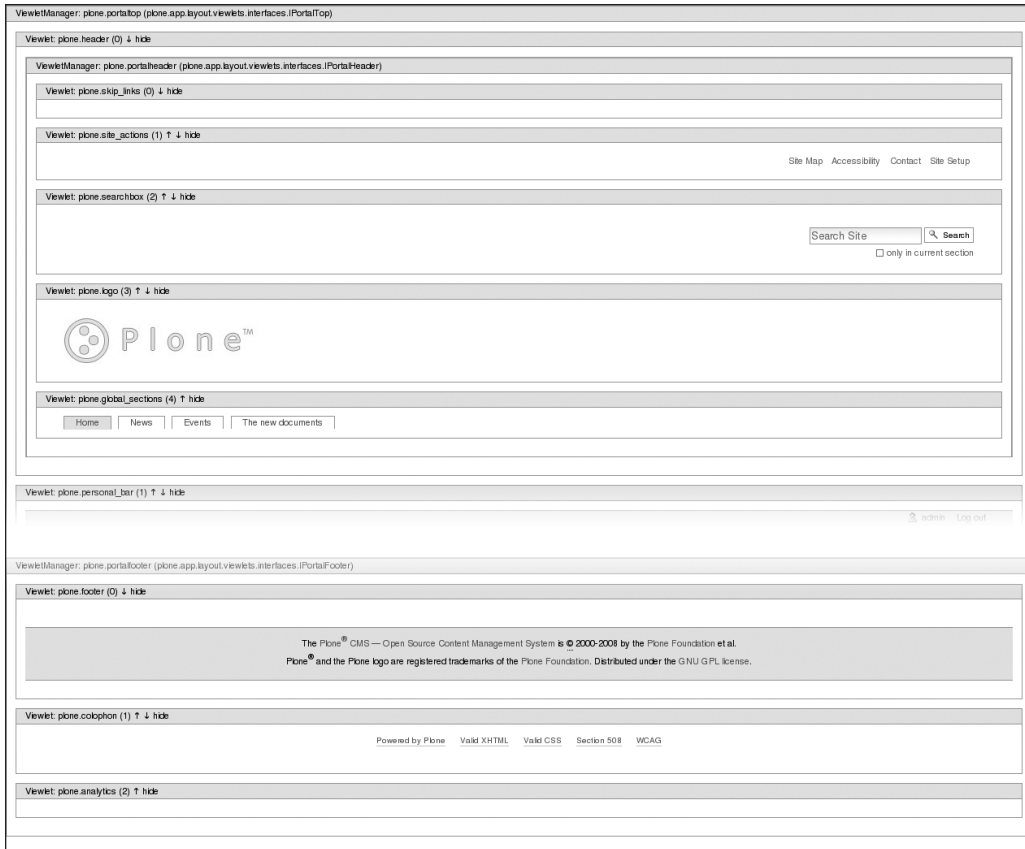 ViewletManager: plone.portaltop (plone.app.layout.viewlets.interfaces.IPortalTop)
Viewlet: plone.header (0) ↓ hide
ViewletManager: plone.portalheader (plone.app.layout.viewlets.interfaces.IPortalHeader)
Viewlet: plone.skip_links (0) ↓ hide
Viewlet: plone.site_actions (1) ↑ ↓ hide
Site Map Accessibility Contact Site Setup
Viewlet: plone.searchbox (2) ↑ ↓ hide
Search Site Search
only in current section
Viewlet: plone.logo (3) ↑ ↓ hide
Plone™
Viewlet: plone.global_sections (4) ↑ hide
Home News Events The new documents
Viewlet: plone.personal_bar (1) ↑ ↓ hide
admin Log out
ViewletManager: plone.portalfooter (plone.app.layout.viewlets.interfaces.IPortalFooter)
Viewlet: plone.footer (0) ↓ hide
The Plone® CMS — Open Source Content Management System is © 2000-2008 by the Plone Foundation et al.
Plone® and the Plone logo are registered trademarks of the Plone Foundation. Distributed under the GNU GPL license.
Viewlet: plone.colophon (1) ↑ ↓ hide
Powered by Plone Valid XHTML Valid CSS Section 508 WCAG
Viewlet: plone.analytics (2) ↑ hide